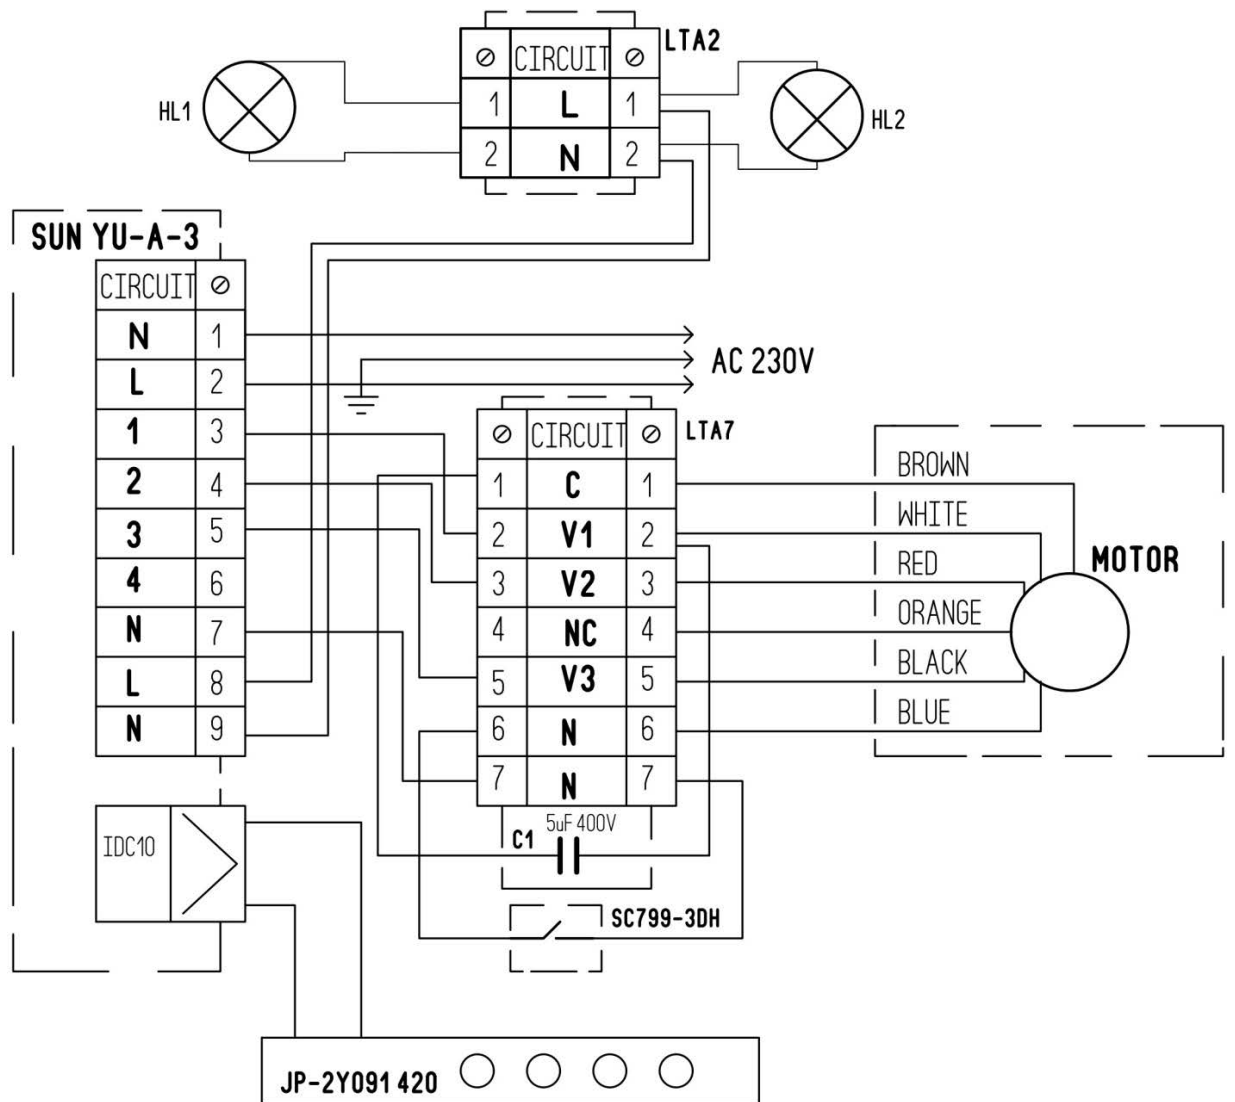 LTA2
CIRCUIT
HL1
1 L 1
HL2
2 N 2
SUN YU-A-3
CIRCUIT
N 1
L 2
1 3
2 4
3 5
4 6
N 7
L 8
N 9
AC 230V
CIRCUIT
LTA7
1 C 1
2 V1 2
3 V2 3
4 NC 4
5 V3 5
6 N 6
7 N 7
BROWN
WHITE
RED
ORANGE
BLACK
BLUE
MOTOR
5uF 400V
C1
IDC10
SC799-3DH
JP-2Y091 420